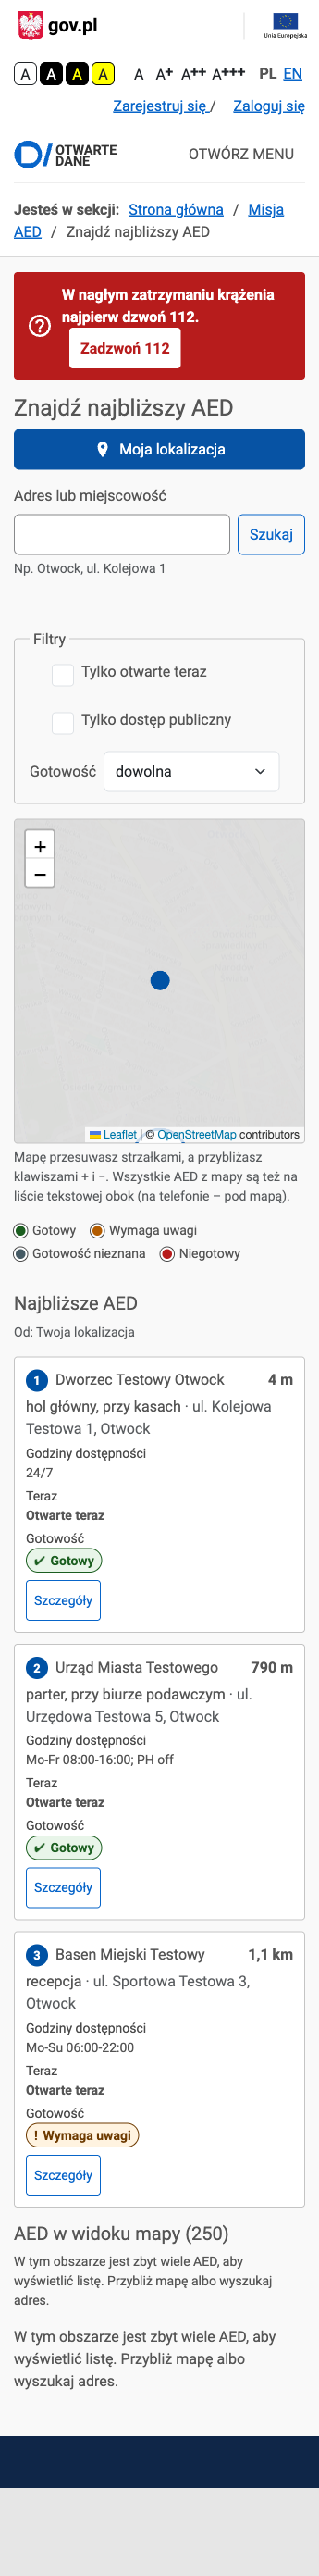 gov.pl
Unia Europejska
A A A A A A+ A++ A+++ PL EN
Zarejestruj się / Zaloguj się
OTWARTE
DANE
OTWÓRZ MENU
Jesteś w sekcji: Strona główna / Misja
AED / Znajdź najbliższy AED
W nagłym zatrzymaniu krążenia
najpierw dzwoń 112.
Zadzwoń 112
Znajdź najbliższy AED
Moja lokalizacja
Adres lub miejscowość
Szukaj
Np. Otwock, ul. Kolejowa 1
Filtry
Tylko otwarte teraz
Tylko dostęp publiczny
Gotowość dowolna
+
−
Leaflet | © OpenStreetMap contributors
Mapę przesuwasz strzałkami, a przybliżasz
klawiszami + i −. Wszystkie AED z mapy są też na
liście tekstowej obok (na telefonie – pod mapą).
Gotowy Wymaga uwagi
Gotowość nieznana Niegotowy
Najbliższe AED
Od: Twoja lokalizacja
1 Dworzec Testowy Otwock 4 m
hol główny, przy kasach · ul. Kolejowa
Testowa 1, Otwock
Godziny dostępności
24/7
Teraz
Otwarte teraz
Gotowość
✔ Gotowy
Szczegóły
2 Urząd Miasta Testowego 790 m
parter, przy biurze podawczym · ul.
Urzędowa Testowa 5, Otwock
Godziny dostępności
Mo-Fr 08:00-16:00; PH off
Teraz
Otwarte teraz
Gotowość
✔ Gotowy
Szczegóły
3 Basen Miejski Testowy 1,1 km
recepcja · ul. Sportowa Testowa 3,
Otwock
Godziny dostępności
Mo-Su 06:00-22:00
Teraz
Otwarte teraz
Gotowość
! Wymaga uwagi
Szczegóły
AED w widoku mapy (250)
W tym obszarze jest zbyt wiele AED, aby
wyświetlić listę. Przybliż mapę albo wyszukaj
adres.
W tym obszarze jest zbyt wiele AED, aby
wyświetlić listę. Przybliż mapę albo
wyszukaj adres.